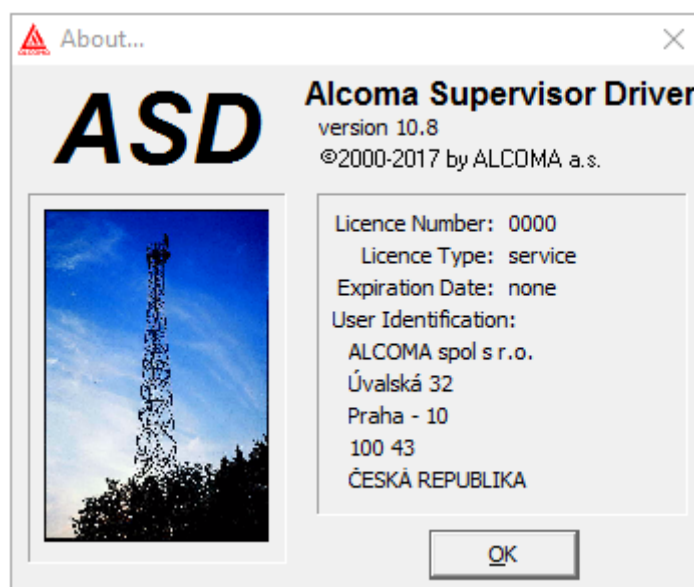 ALCOMA
About...
ASD
Alcoma Supervisor Driver
version 10.8
©2000-2017 by ALCOMA a.s.
Licence Number: 0000
Licence Type: service
Expiration Date: none
User Identification:
ALCOMA spol s r.o.
Úvalská 32
Praha - 10
100 43
ČESKÁ REPUBLIKA
OK